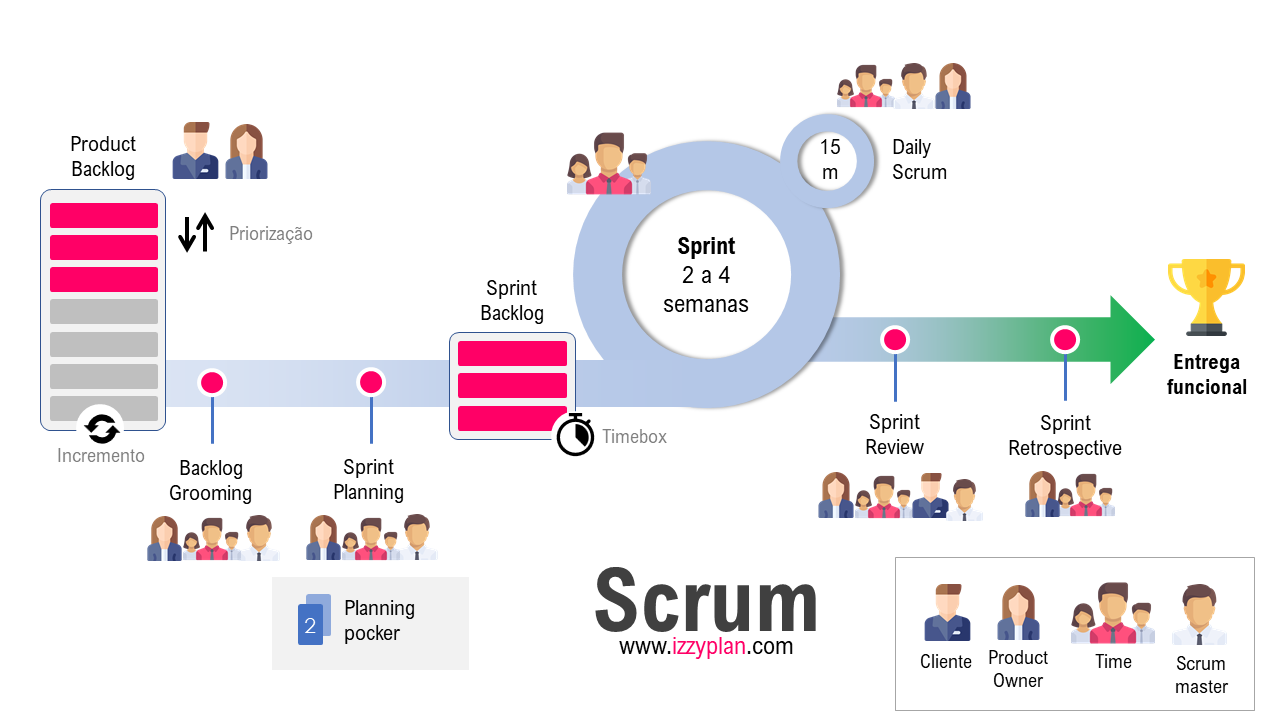 Product
Backlog
Priorização
Incremento
Backlog
Grooming
Sprint
Planning
2
Planning
pocker
Sprint
Backlog
Timebox
Sprint
2 a 4
semanas
15
m
Daily
Scrum
Sprint
Review
Sprint
Retrospective
Entrega
funcional
Scrum
www.izzyplan.com
Cliente
Product
Owner
Time
Scrum
master